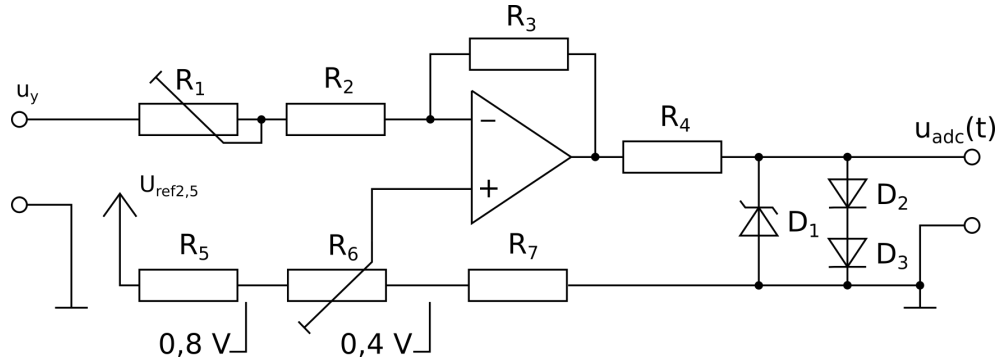 R3
R1
R2
uy
−
R4
uadc(t)
+
Uref2,5
D2
D1
R5
R6
R7
D3
0,8 V
0,4 V